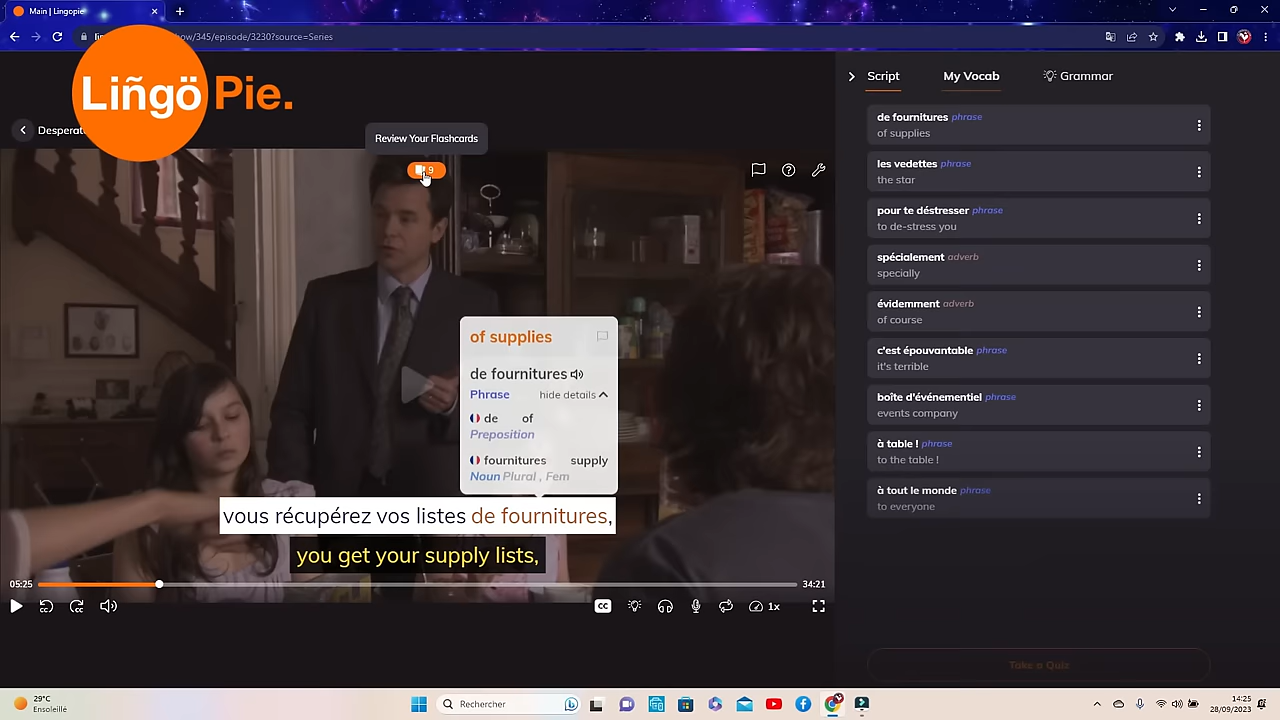 Main | Lingopie
how/345/episode/3230?source=Series
Liñgö Pie.
Desperat
Review Your Flashcards
9
Script
My Vocab
Grammar
de fournitures phrase
of supplies
les vedettes phrase
the star
pour te déstresser phrase
to de-stress you
spécialement adverb
specially
évidemment adverb
of course
c'est épouvantable phrase
it's terrible
boîte d'événementiel phrase
events company
à table ! phrase
to the table !
à tout le monde phrase
to everyone
Take a Quiz
of supplies
de fournitures
Phrase hide details
de of
Preposition
fournitures supply
Noun Plural , Fem
vous récupérez vos listes de fournitures,
you get your supply lists,
05:25
34:21
CC
1x
29°C
Ensoleillé
Rechercher
14:25
28/09/2023